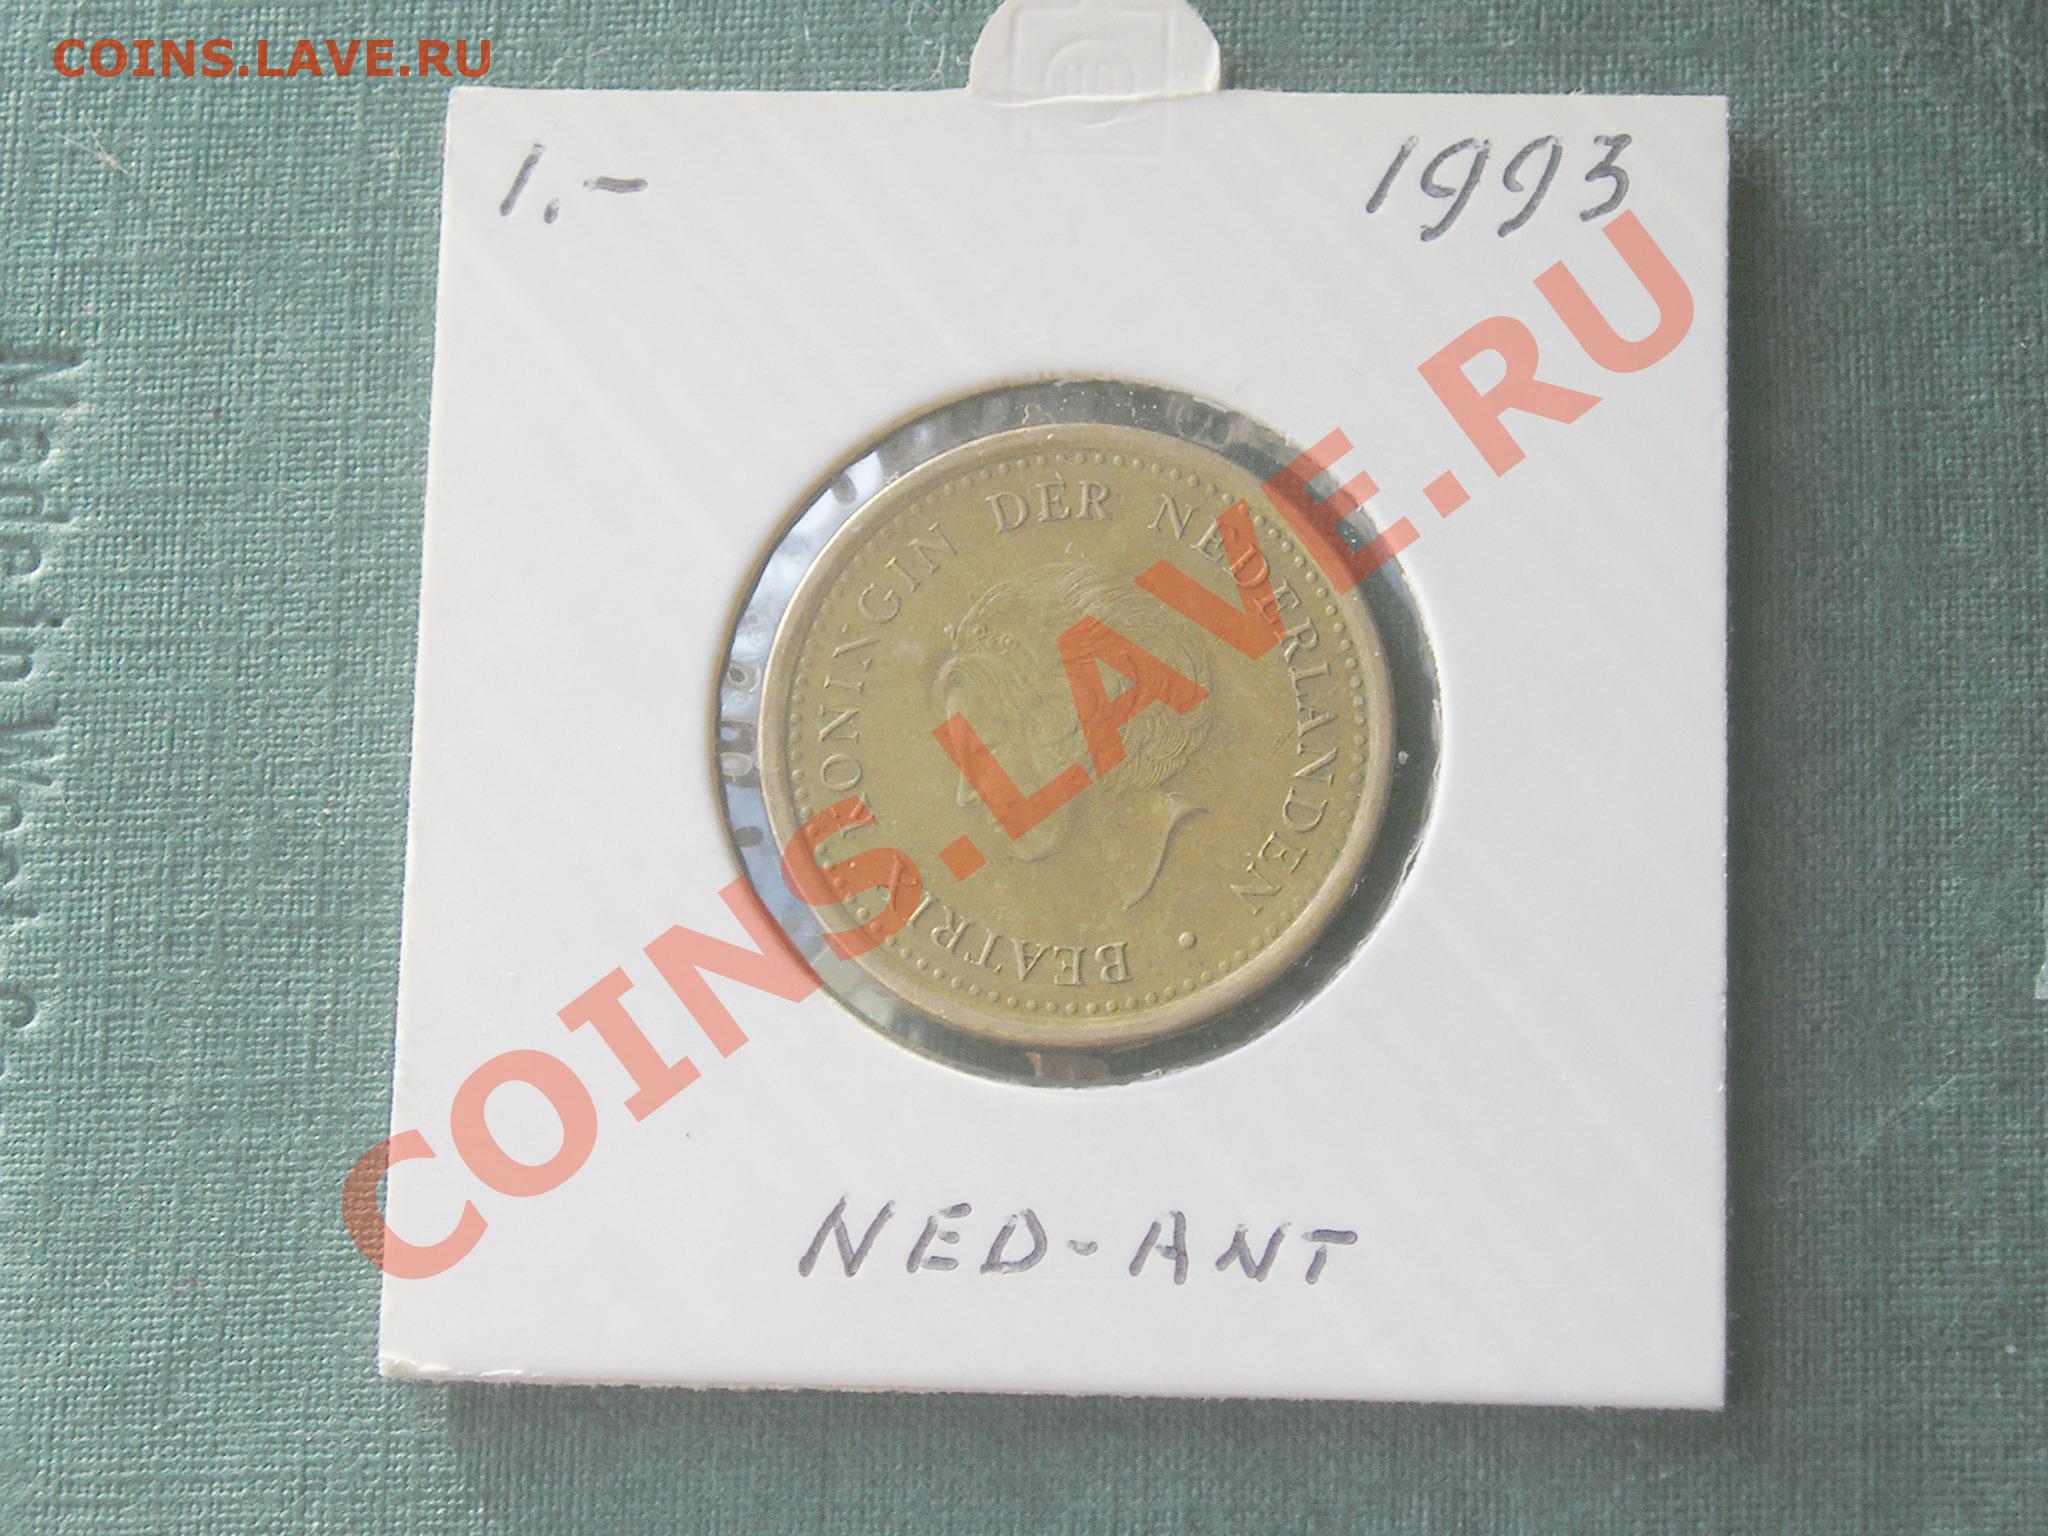 COINS.LAVE.RU
1.-
1993
BEATRIX KONINGIN DER NEDERLANDEN •
COINS.LAVE.RU
NED-ANT